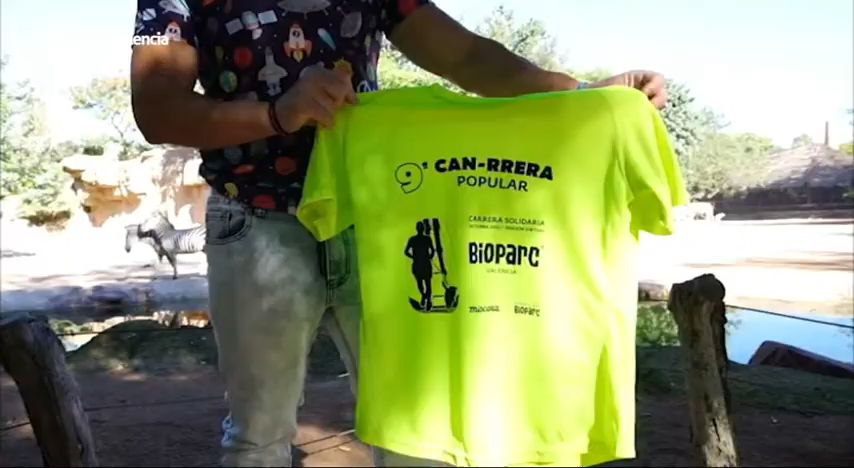 encia
9ª CAN-RRERA
POPULAR
CARRERA SOLIDARIA
BIOPARC
VALENCIA
BIOPARC